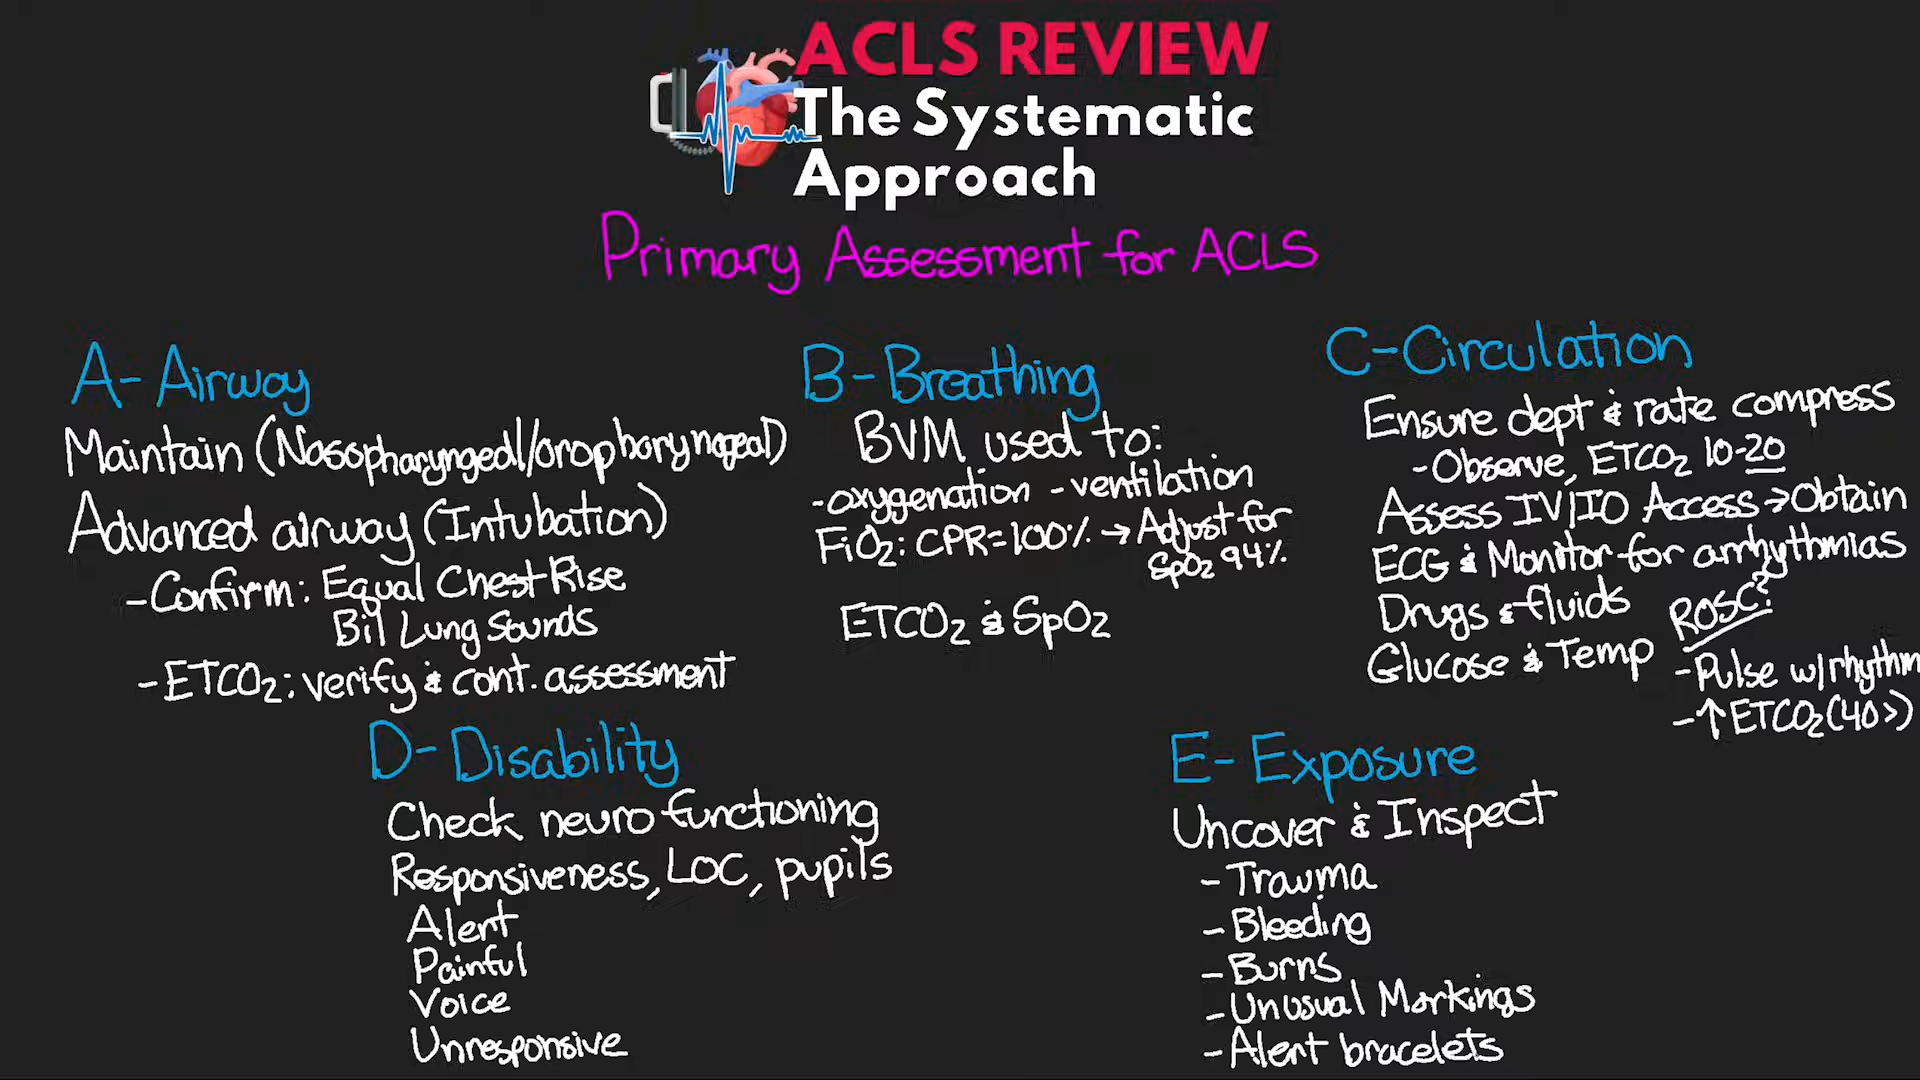 ACLS REVIEW
The Systematic
Approach
Primary Assessment for ACLS
A- Airway
Maintain (Nasopharyngeal/oropharyngeal)
Advanced airway (Intubation)
- Confirm: Equal Chest Rise
Bil Lung Sounds
- ETCO2: verify & cont. assessment
B - Breathing
BVM used to:
- oxygenation - ventilation
FiO2: CPR=100% → Adjust for
SpO2 94%
ETCO2 & SpO2
C-Circulation
Ensure dept & rate compress
- Observe, ETCO2 10-20
Assess IV/IO Access → Obtain
ECG & Monitor for arrhythmias
Drugs & fluids
Glucose & Temp
ROSC?
- Pulse w/rhythm
- ↑ ETCO2 (40>)
D- Disability
Check neuro functioning
Responsiveness, LOC, pupils
Alert
Painful
Voice
Unresponsive
E- Exposure
Uncover & Inspect
- Trauma
- Bleeding
- Burns
- Unusual Markings
- Alert bracelets